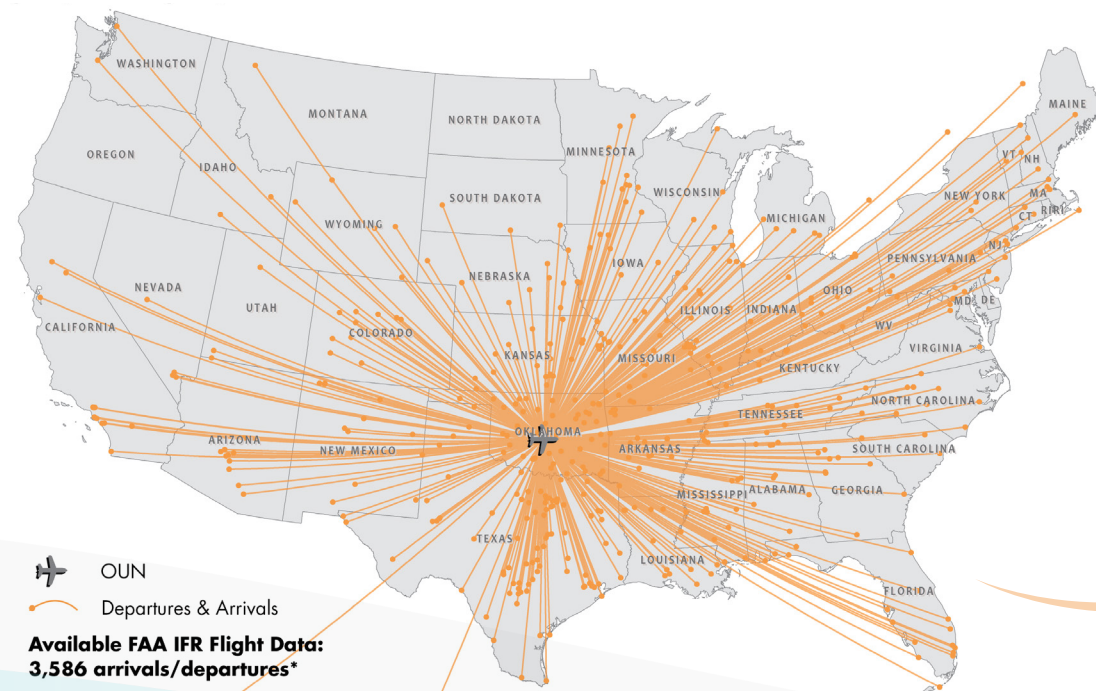 WASHINGTON
MAINE
MONTANA
NORTH DAKOTA
OREGON
MINNESOTA
VT
NH
IDAHO
WISCONSIN
SOUTH DAKOTA
NEW YORK
MA
WYOMING
MICHIGAN
CT
RI
RI
NJ
PENNSYLVANIA
IOWA
NEBRASKA
NEVADA
OHIO
UTAH
ILLINOIS
INDIANA
MD
DE
CALIFORNIA
COLORADO
WV
VIRGINIA
KANSAS
MISSOURI
KENTUCKY
NORTH CAROLINA
TENNESSEE
OKLAHOMA
ARIZONA
NEW MEXICO
ARKANSAS
SOUTH CAROLINA
MISSISSIPPI
ALABAMA
GEORGIA
TEXAS
LOUISIANA
FLORIDA
OUN
Departures & Arrivals
Available FAA IFR Flight Data:
3,586 arrivals/departures*